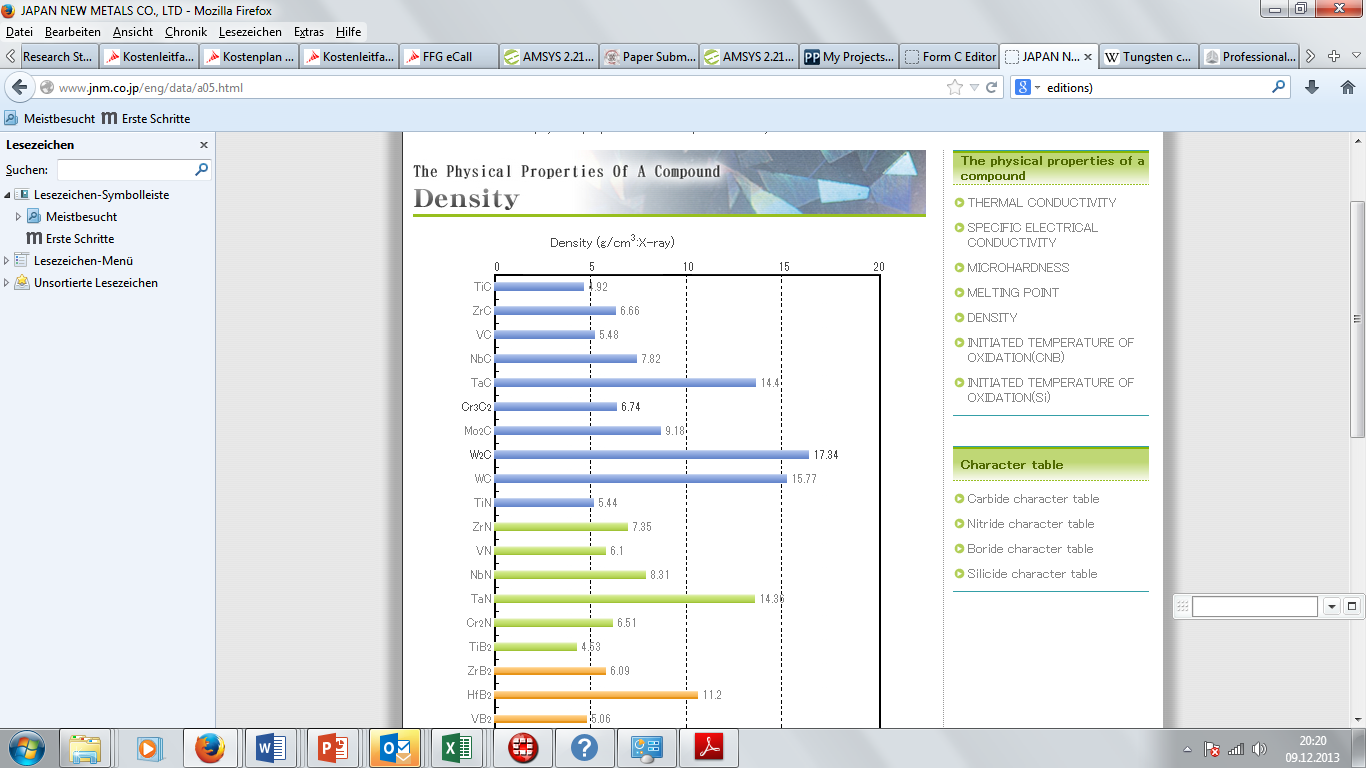 JAPAN NEW METALS CO., LTD - Mozilla Firefox
Datei Bearbeiten Ansicht Chronik Lesezeichen Extras Hilfe
Research St... Kostenleitfa... Kostenplan ... Kostenleitfa... FFG eCall AMSYS 2.21... Paper Subm... AMSYS 2.21... PP My Projects... Form C Editor JAPAN N... W Tungsten c... Professional...
www.jnm.co.jp/eng/data/a05.html
editions)
Meistbesucht Erste Schritte
Lesezeichen
Suchen:
Lesezeichen-Symbolleiste
Meistbesucht
Erste Schritte
Lesezeichen-Menü
Unsortierte Lesezeichen
The Physical Properties Of A Compound
Density
Density (g/cm3:X-ray)
0 5 10 15 20
TiC 4.92
ZrC 6.66
VC 5.48
NbC 7.82
TaC 14.4
Cr3C2 6.74
Mo2C 9.18
W2C 17.34
WC 15.77
TiN 5.44
ZrN 7.35
VN 6.1
NbN 8.31
TaN 14.36
Cr2N 6.51
TiB2 4.53
ZrB2 6.09
HfB2 11.2
VB2 5.06
The physical properties of a
compound
THERMAL CONDUCTIVITY
SPECIFIC ELECTRICAL
CONDUCTIVITY
MICROHARDNESS
MELTING POINT
DENSITY
INITIATED TEMPERATURE OF
OXIDATION(CNB)
INITIATED TEMPERATURE OF
OXIDATION(Si)
Character table
Carbide character table
Nitride character table
Boride character table
Silicide character table
20:20
09.12.2013